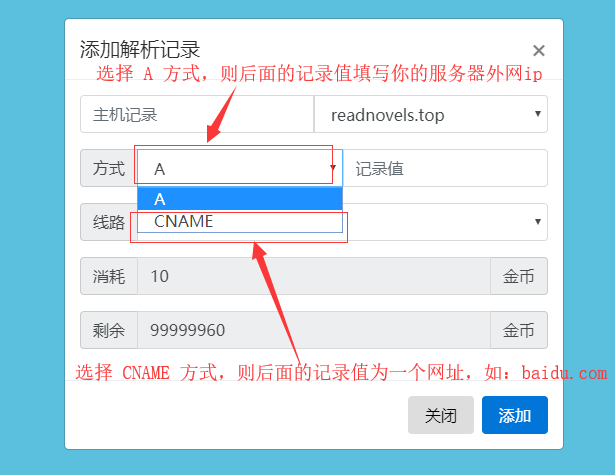 添加解析记录 ×
选择 A 方式，则后面的记录值填写你的服务器外网ip
主机记录 readnovels.top
方式 A 记录值
A
线路 CNAME
消耗 10 金币
剩余 99999960 金币
选择 CNAME 方式，则后面的记录值为一个网址，如：baidu.com
关闭 添加